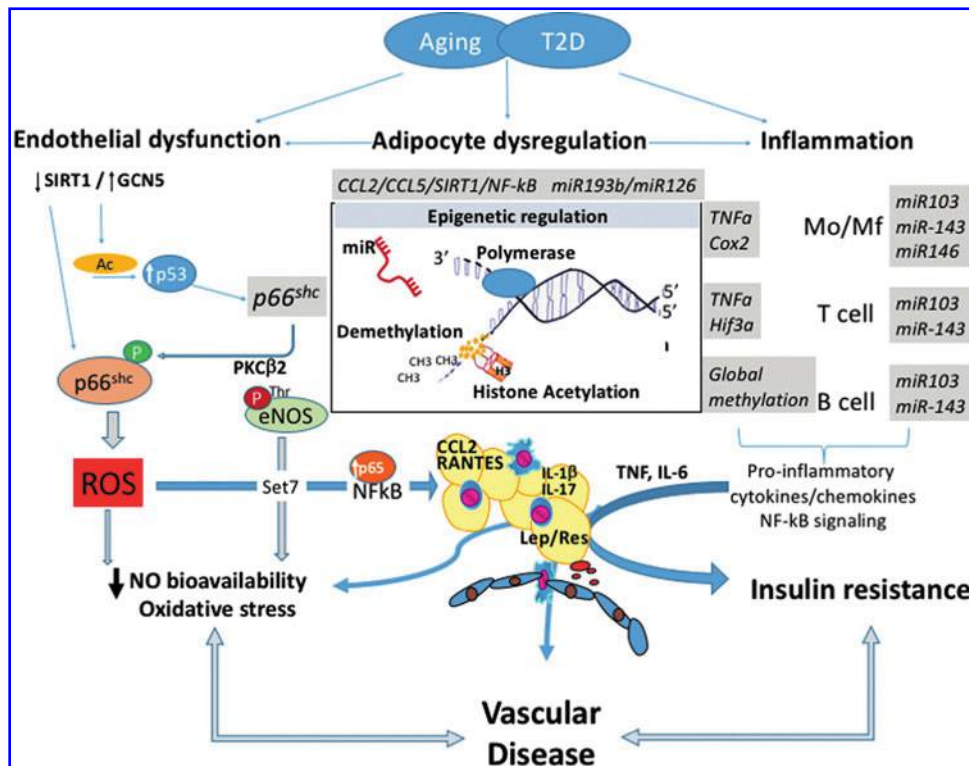 Aging T2D
Endothelial dysfunction Adipocyte dysregulation Inflammation
↓SIRT1 / ↑GCN5
CCL2/CCL5/SIRT1/NF-kB miR193b/miR126
Epigenetic regulation
miR
3'
Polymerase
5'
5'
Demethylation
CH3 CH3
CH3
H3
Histone Acetylation
ı
Ac
↑p53
p66shc
P
p66shc
PKCβ2
P Thr
eNOS
TNFa
Cox2
Mo/Mf
miR103
miR-143
miR146
TNFa
Hif3a
T cell
miR103
miR-143
Global
methylation
B cell
miR103
miR-143
ROS
Set7
↑p65
NFkB
CCL2
RANTES
IL-1β
IL-17
Lep/Res
TNF, IL-6
Pro-inflammatory
cytokines/chemokines
NF-kB signaling
↓NO bioavailability
Oxidative stress
Insulin resistance
Vascular
Disease